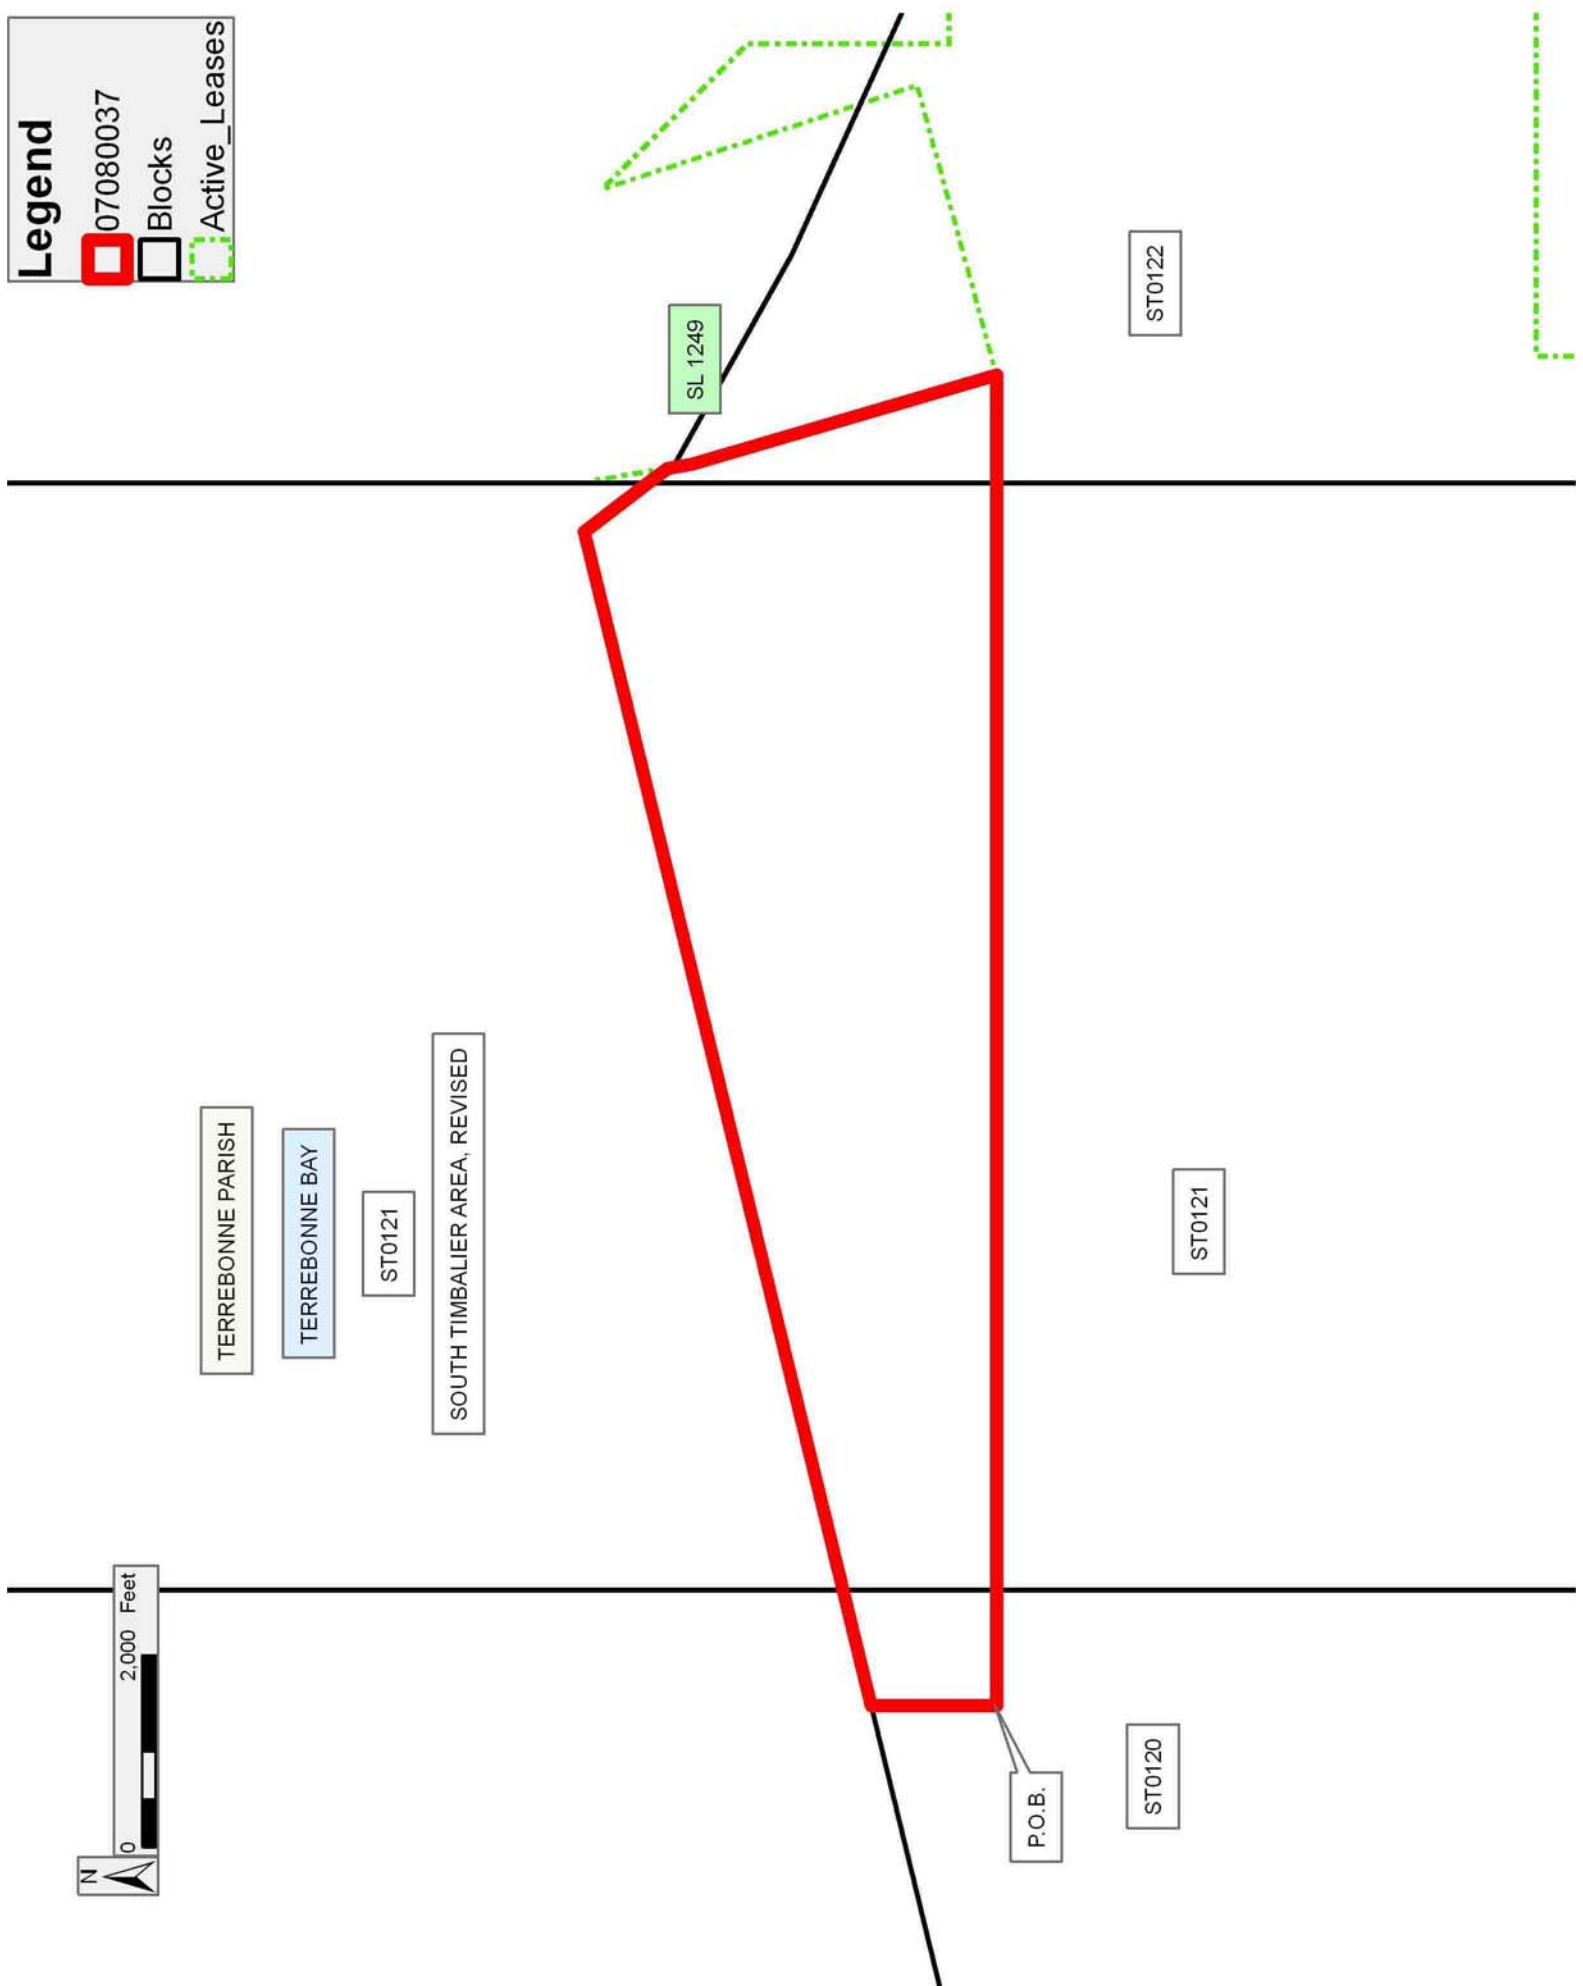 Legend
07080037
Blocks
Active_Leases
N
0
2,000
Feet
TERREBONNE PARISH
TERREBONNE BAY
ST0121
SOUTH TIMBALIER AREA, REVISED
SL 1249
P.O.B.
ST0120
ST0121
ST0122